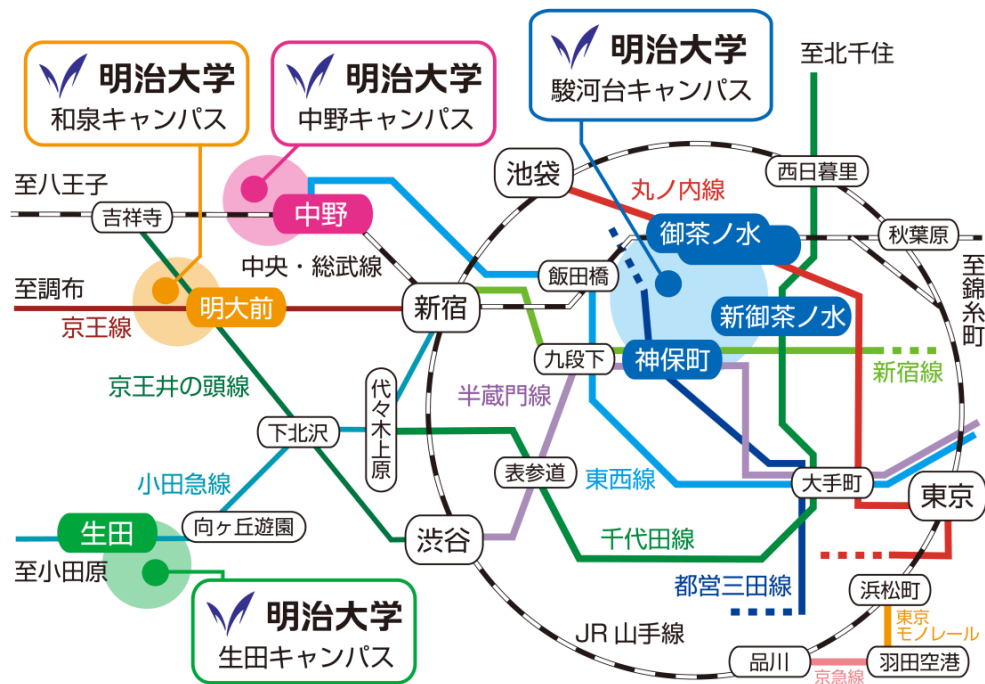 明治大学
和泉キャンパス
明治大学
中野キャンパス
明治大学
駿河台キャンパス
至北千住
池袋
西日暮里
丸ノ内線
至八王子
吉祥寺
中野
御茶ノ水
秋葉原
中央・総武線
飯田橋
至錦糸町
至調布
明大前
新宿
新御茶ノ水
京王線
九段下
神保町
新宿線
京王井の頭線
半蔵門線
代々木上原
下北沢
小田急線
表参道
東西線
大手町
東京
生田
向ヶ丘遊園
渋谷
千代田線
至小田原
都営三田線
浜松町
明治大学
生田キャンパス
JR 山手線
東京
モノレール
品川
京急線
羽田空港